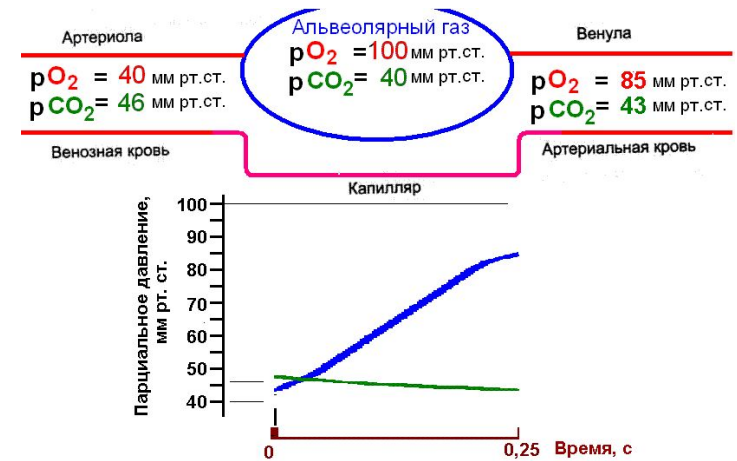 Артериола
pO2 = 40 мм рт.ст.
pCO2= 46 мм рт.ст.
Венозная кровь
Альвеолярный газ
pO2 =100 мм рт.ст.
pCO2= 40 мм рт.ст.
Венула
pO2 = 85 мм рт.ст.
pCO2= 43 мм рт.ст.
Артериальная кровь
Капилляр
Парциальное давление,
мм рт. ст.
100
90
80
70
60
50
40
0
0,25 Время, с